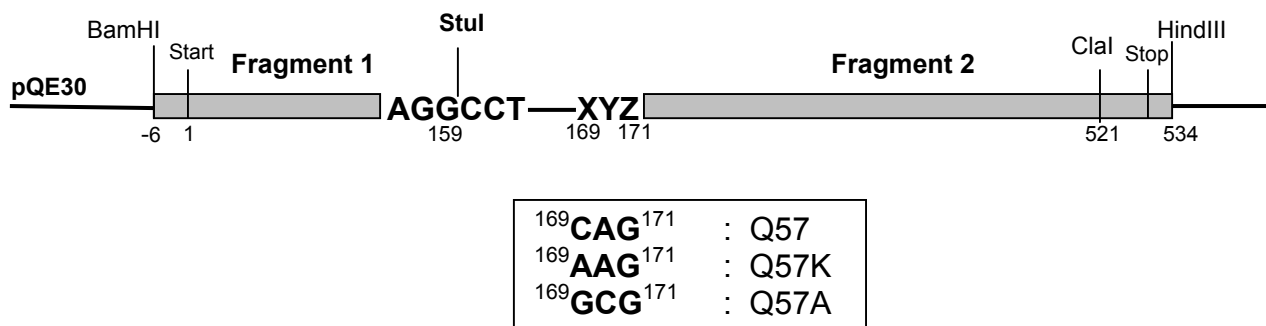 BamHI Start Fragment 1 StuI Fragment 2 ClaI Stop HindIII
pQE30 AGGCCT XYZ
-6 1 159 169 171 521 534
169CAG171 : Q57
169AAG171 : Q57K
169GCG171 : Q57A